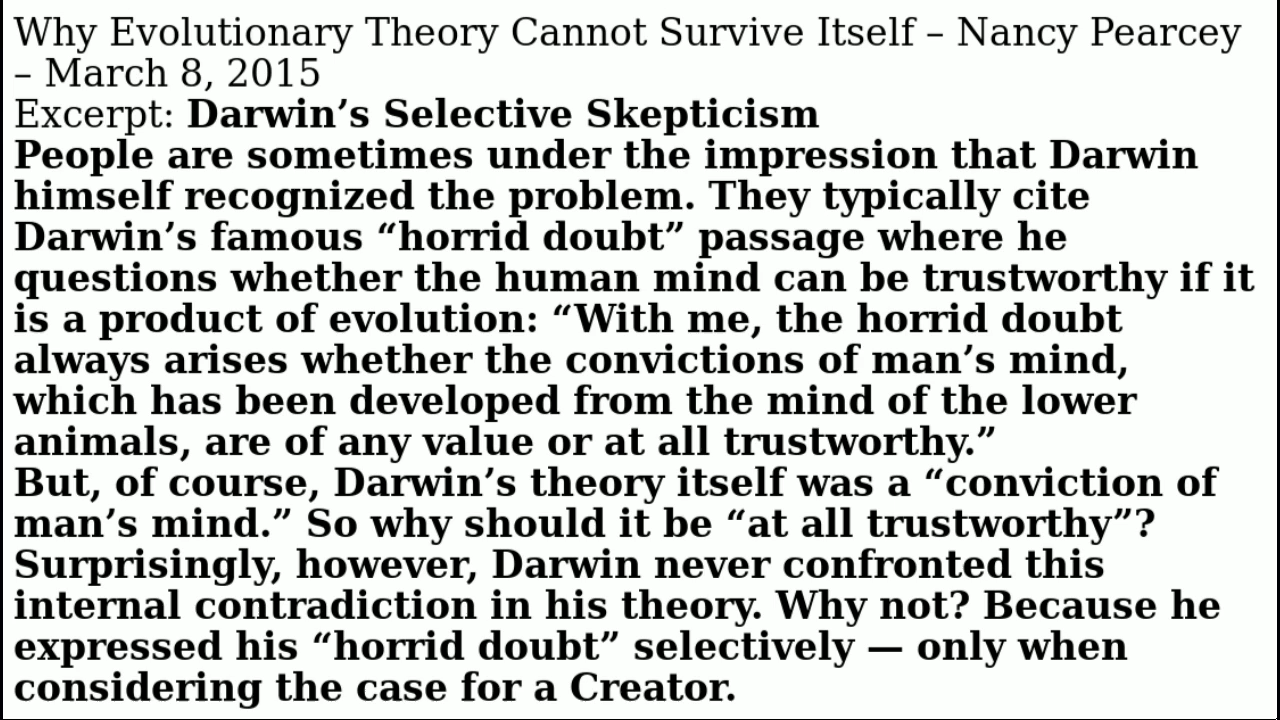 Why Evolutionary Theory Cannot Survive Itself – Nancy Pearcey
– March 8, 2015
Excerpt: Darwin’s Selective Skepticism
People are sometimes under the impression that Darwin
himself recognized the problem. They typically cite
Darwin’s famous “horrid doubt” passage where he
questions whether the human mind can be trustworthy if it
is a product of evolution: “With me, the horrid doubt
always arises whether the convictions of man’s mind,
which has been developed from the mind of the lower
animals, are of any value or at all trustworthy.”
But, of course, Darwin’s theory itself was a “conviction of
man’s mind.” So why should it be “at all trustworthy”?
Surprisingly, however, Darwin never confronted this
internal contradiction in his theory. Why not? Because he
expressed his “horrid doubt” selectively — only when
considering the case for a Creator.